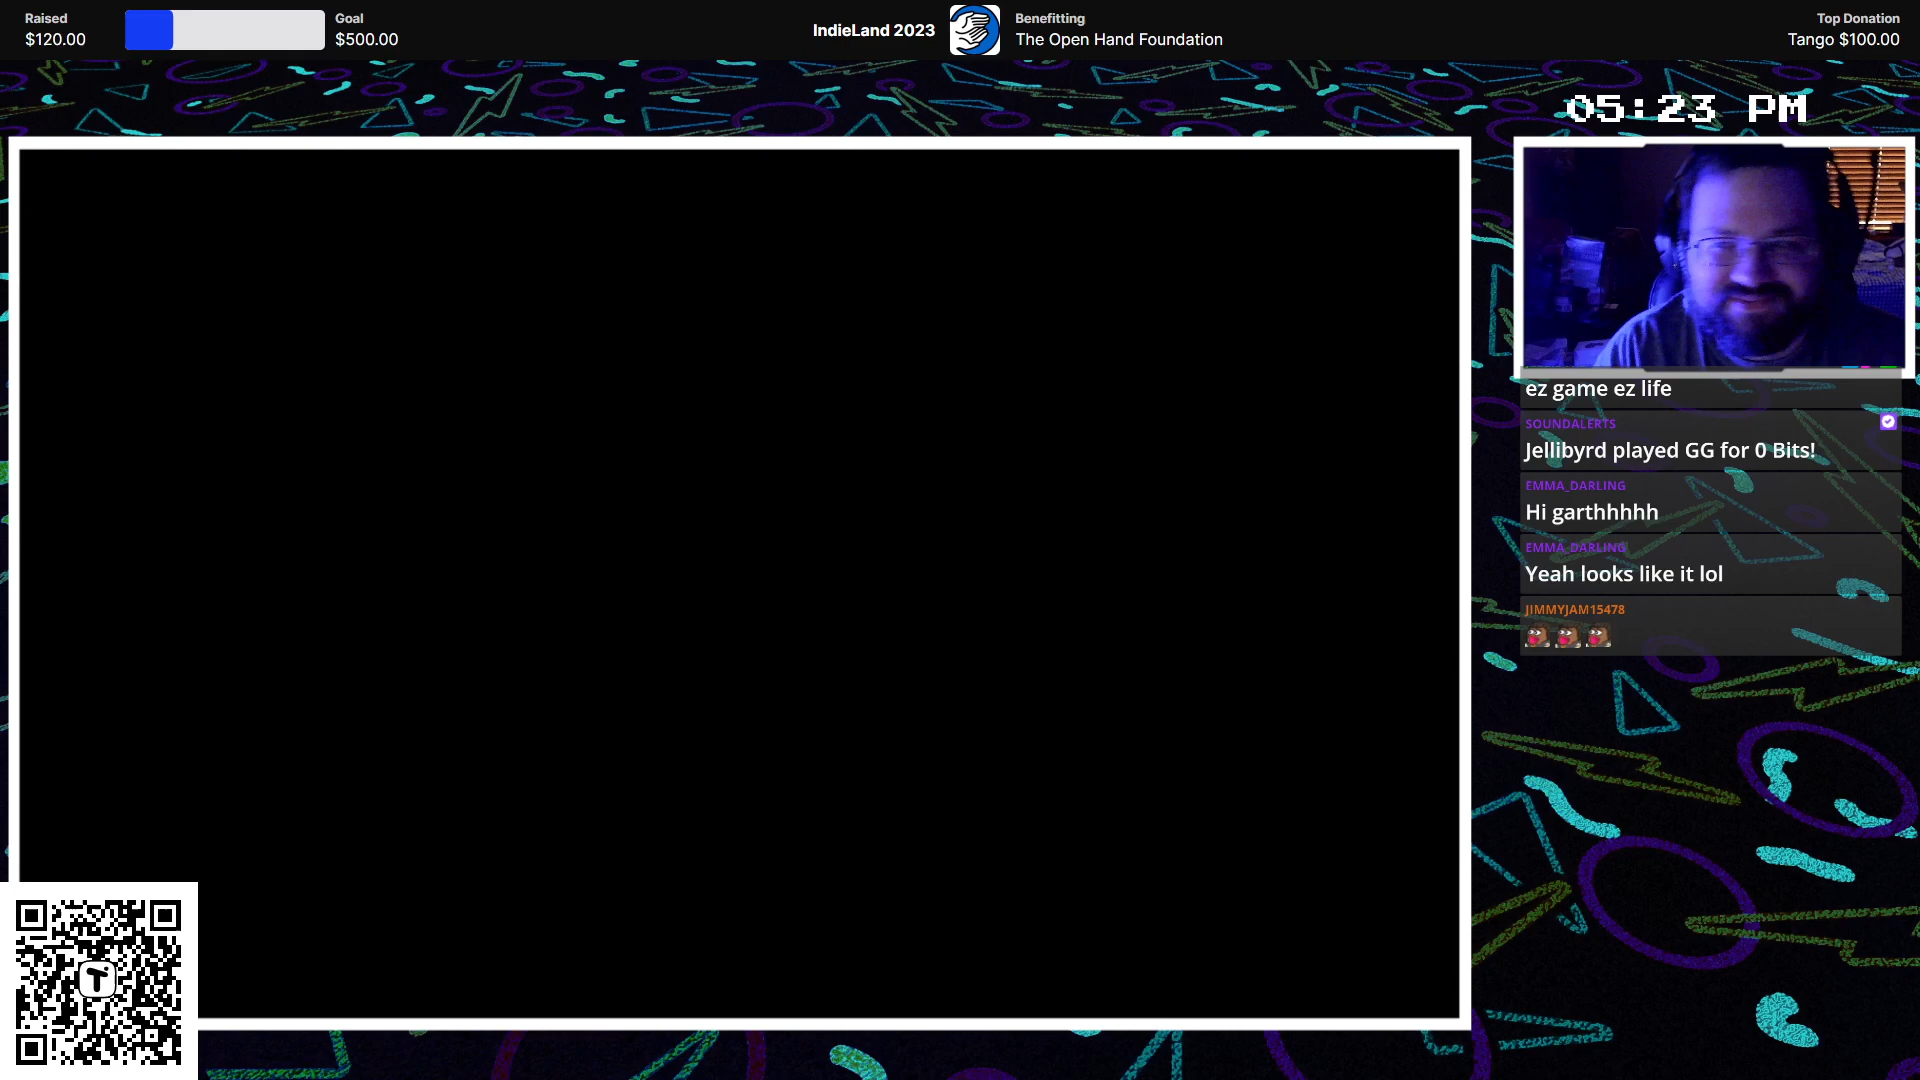 Raised
$120.00
Goal
$500.00
IndieLand 2023
Benefitting
The Open Hand Foundation
Top Donation
Tango $100.00
05:23 PM
ez game ez life
SOUNDALERTS
Jellibyrd played GG for 0 Bits!
EMMA_DARLING
Hi garthhhhh
EMMA_DARLING
Yeah looks like it lol
JIMMYJAM15478
T